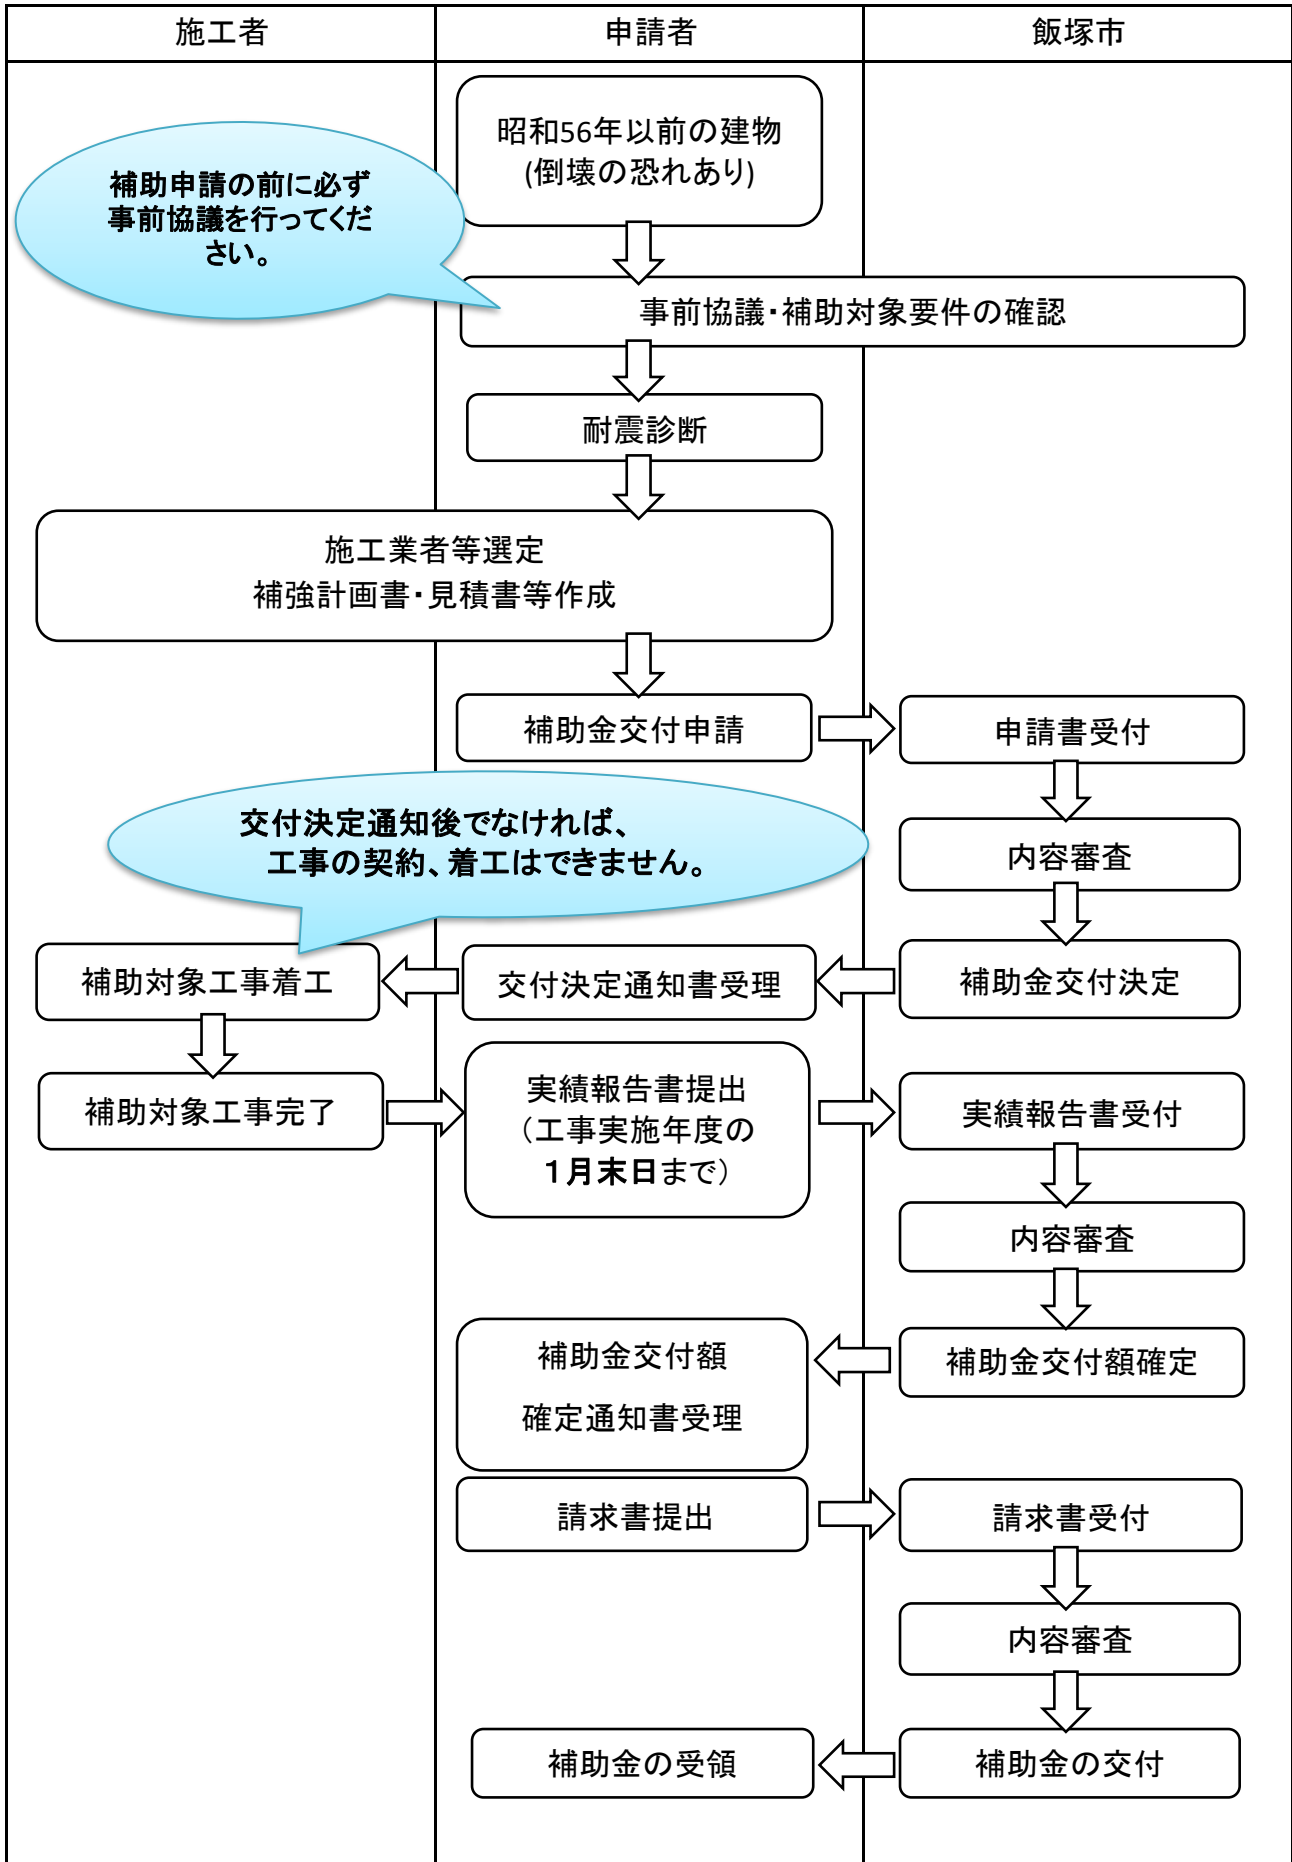 施工者
申請者
飯塚市
昭和56年以前の建物
(倒壊の恐れあり)
補助申請の前に必ず
事前協議を行ってくだ
さい。
事前協議・補助対象要件の確認
耐震診断
施工業者等選定
補強計画書・見積書等作成
補助金交付申請
申請書受付
交付決定通知後でなければ、
工事の契約、着工はできません。
内容審査
補助対象工事着工
交付決定通知書受理
補助金交付決定
補助対象工事完了
実績報告書提出
（工事実施年度の
１月末日まで）
実績報告書受付
内容審査
補助金交付額
確定通知書受理
補助金交付額確定
請求書提出
請求書受付
内容審査
補助金の受領
補助金の交付